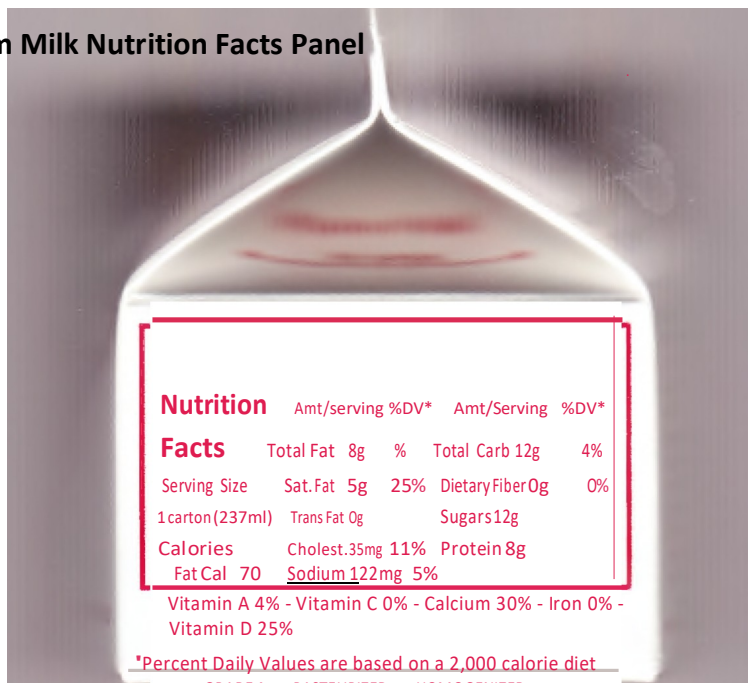 Milk Nutrition Facts Panel
Nutrition Amt/serving %DV* Amt/Serving %DV*
Facts Total Fat 8g % Total Carb 12g 4%
Serving Size Sat. Fat 5g 25% Dietary Fiber 0g 0%
1 carton (237ml) Trans Fat 0g Sugars 12g
Calories Cholest. 35mg 11% Protein 8g
Fat Cal 70 Sodium 122mg 5%
Vitamin A 4% - Vitamin C 0% - Calcium 30% - Iron 0% -
Vitamin D 25%
*Percent Daily Values are based on a 2,000 calorie diet